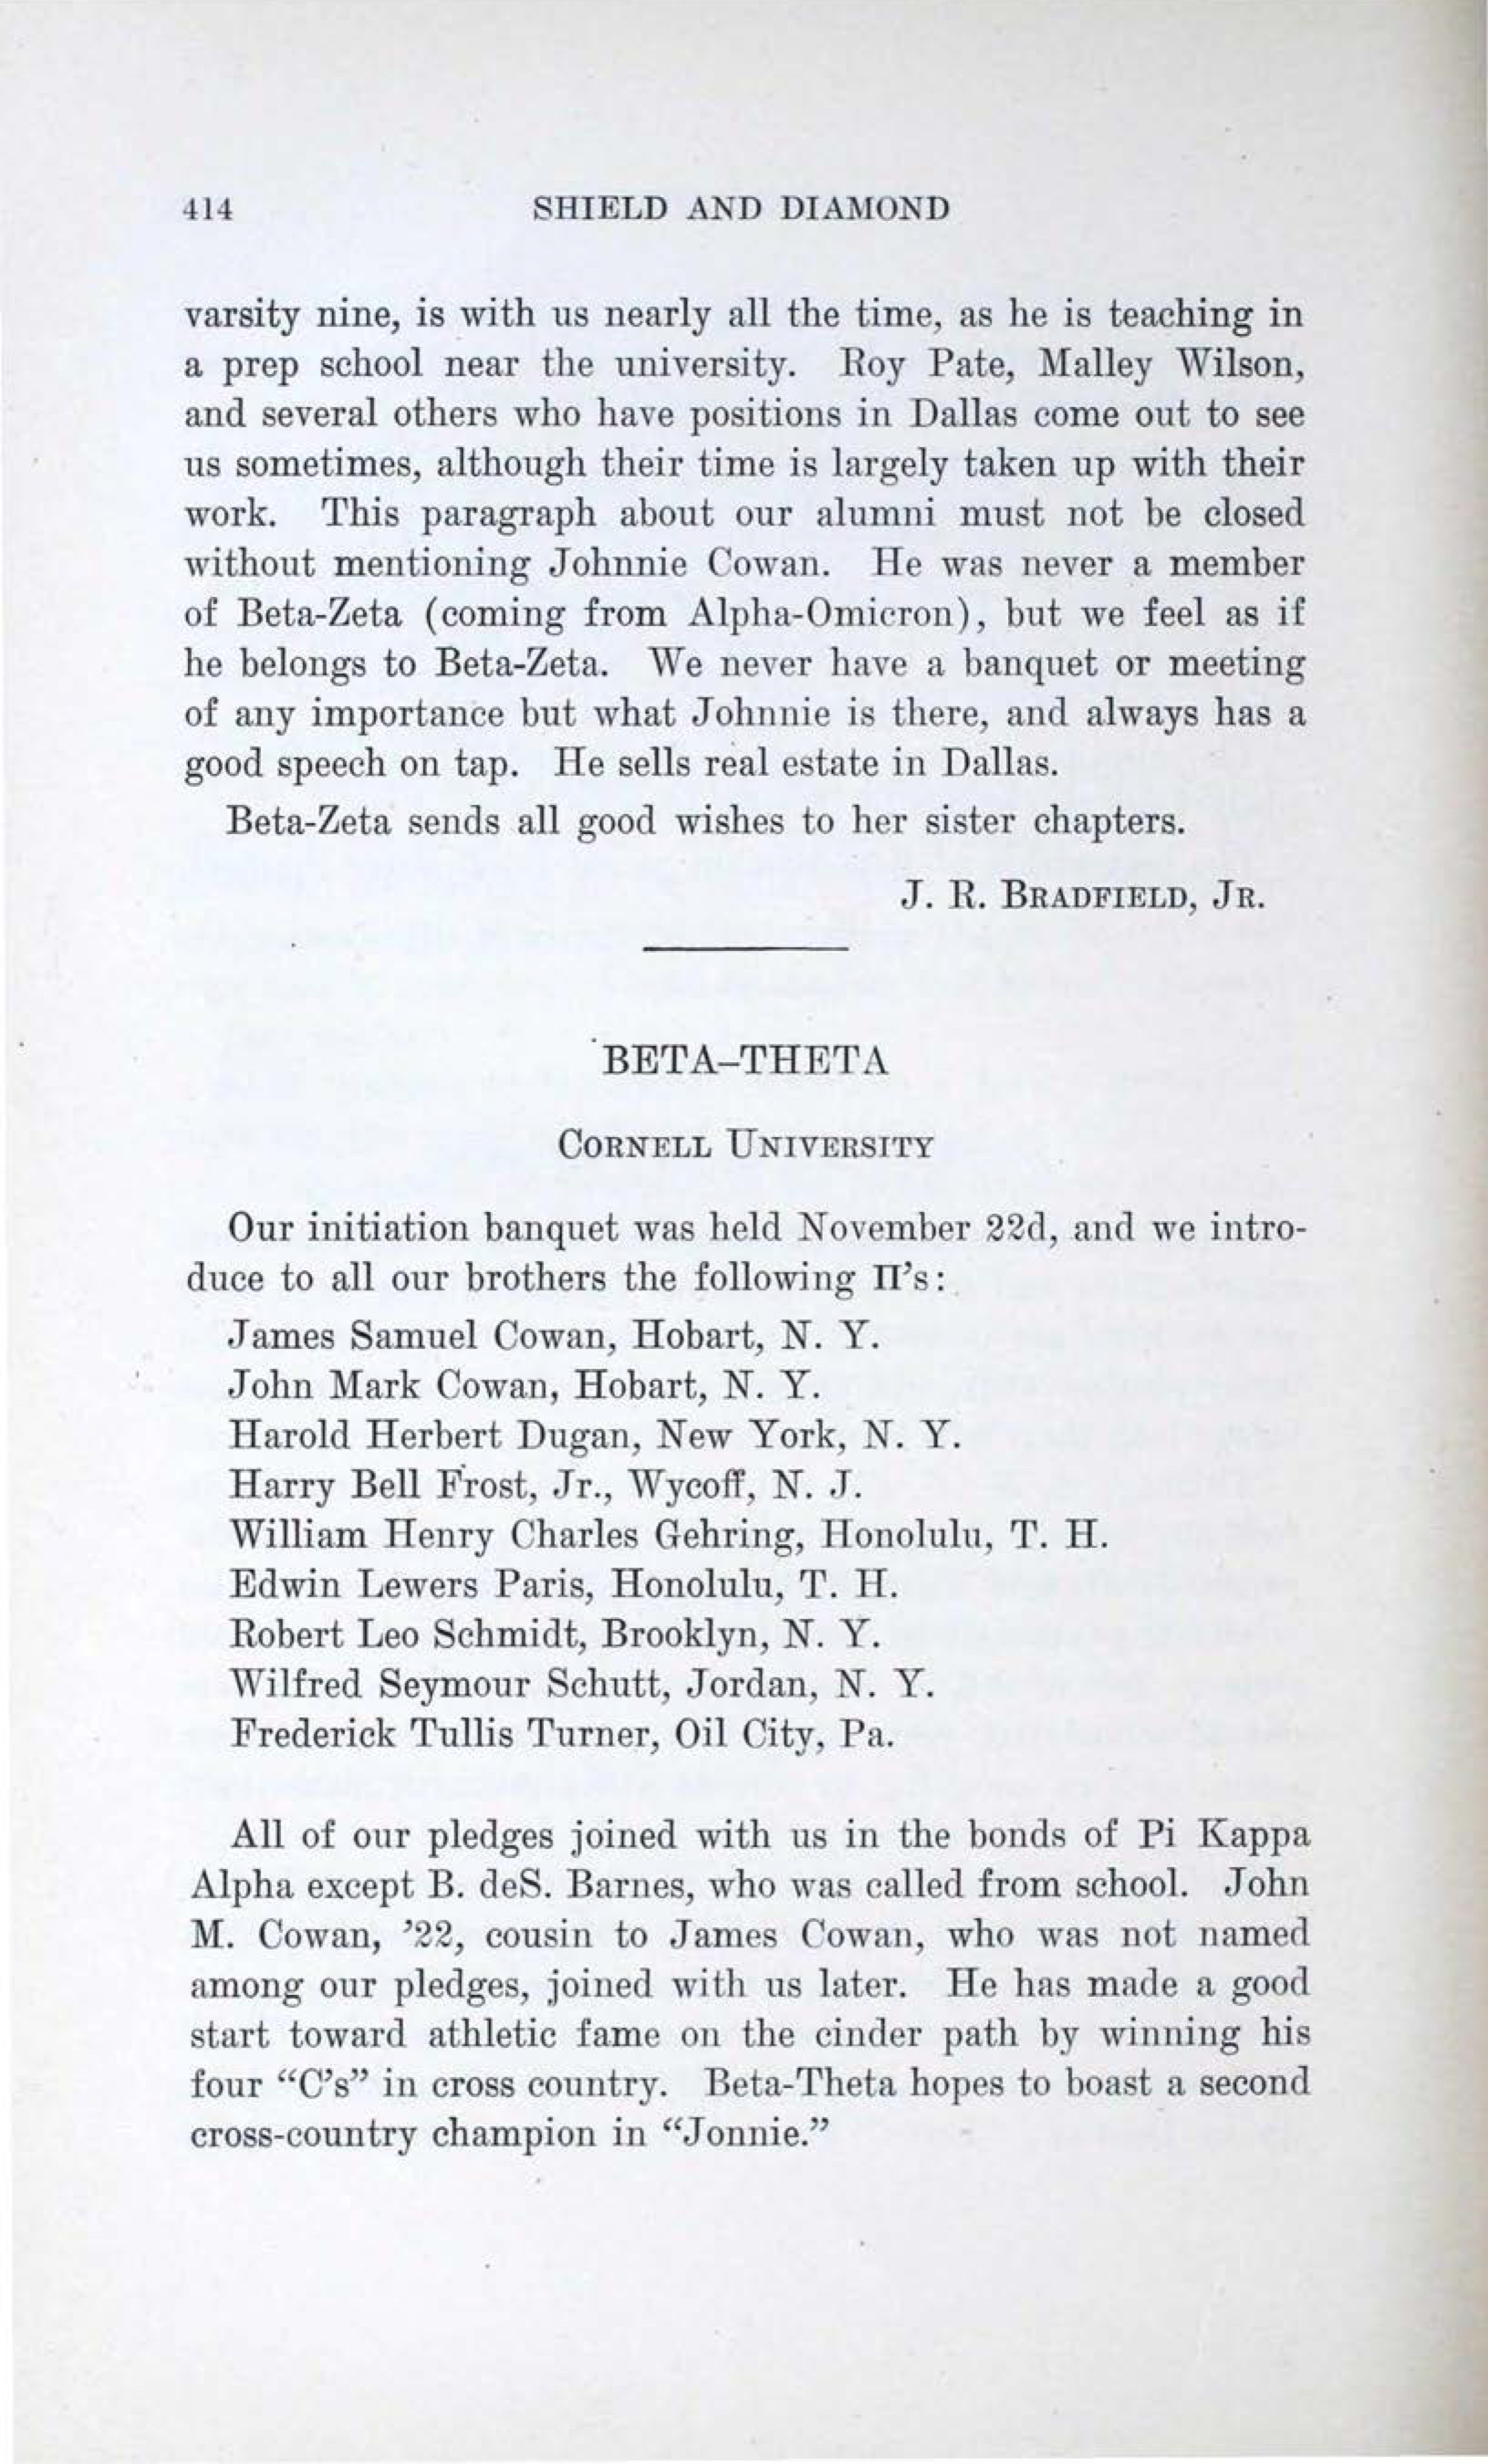 414 SHIELD AND DIAMOND
varsity nine, is with us nearly all the time, as he is teaching in
a prep school near the university. Roy Pate, Malley Wilson,
and several others who have positions in Dallas come out to see
us sometimes, although their time is largely taken up with their
work. This paragraph about our alumni must not be closed
without mentioning Johnnie Cowan. He was never a member
of Beta-Zeta (coming from Alpha-Omicron), but we feel as if
he belongs to Beta-Zeta. We never have a banquet or meeting
of any importance but what Johnnie is there, and always has a
good speech on tap. He sells real estate in Dallas.
Beta-Zeta sends all good wishes to her sister chapters.
J. R. BRADFIELD, JR.
BETA–THETA
CORNELL UNIVERSITY
Our initiation banquet was held November 22d, and we intro-
duce to all our brothers the following Π's:
James Samuel Cowan, Hobart, N. Y.
John Mark Cowan, Hobart, N. Y.
Harold Herbert Dugan, New York, N. Y.
Harry Bell Frost, Jr., Wycoff, N. J.
William Henry Charles Gehring, Honolulu, T. H.
Edwin Lewers Paris, Honolulu, T. H.
Robert Leo Schmidt, Brooklyn, N. Y.
Wilfred Seymour Schutt, Jordan, N. Y.
Frederick Tullis Turner, Oil City, Pa.
All of our pledges joined with us in the bonds of Pi Kappa
Alpha except B. deS. Barnes, who was called from school. John
M. Cowan, ’22, cousin to James Cowan, who was not named
among our pledges, joined with us later. He has made a good
start toward athletic fame on the cinder path by winning his
four “C’s” in cross country. Beta-Theta hopes to boast a second
cross-country champion in “Jonnie.”